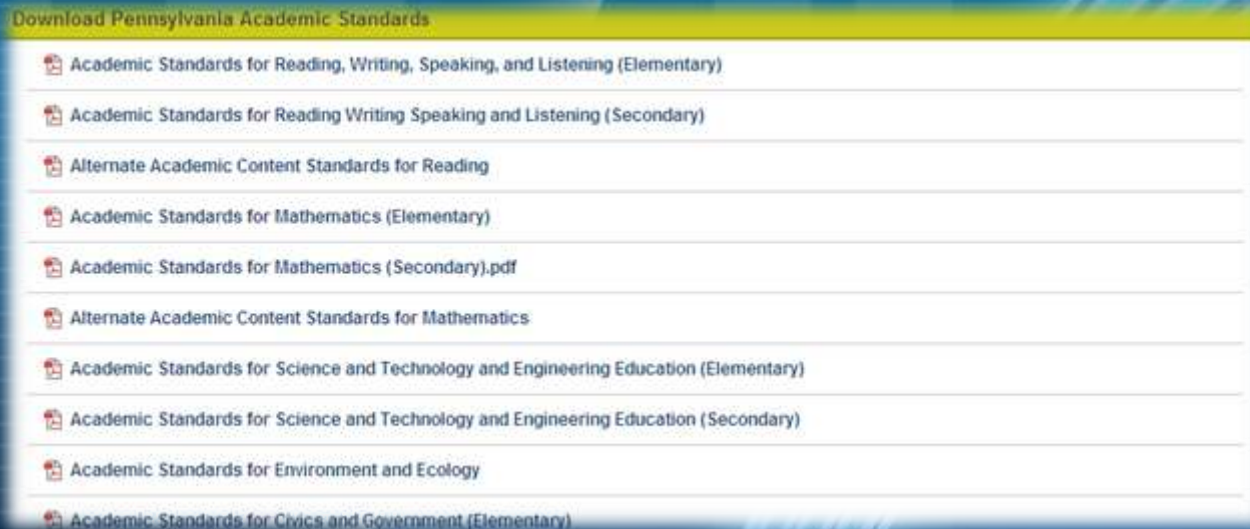 Download Pennsylvania Academic Standards
Academic Standards for Reading, Writing, Speaking, and Listening (Elementary)
Academic Standards for Reading Writing Speaking and Listening (Secondary)
Alternate Academic Content Standards for Reading
Academic Standards for Mathematics (Elementary)
Academic Standards for Mathematics (Secondary).pdf
Alternate Academic Content Standards for Mathematics
Academic Standards for Science and Technology and Engineering Education (Elementary)
Academic Standards for Science and Technology and Engineering Education (Secondary)
Academic Standards for Environment and Ecology
Academic Standards for Civics and Government (Elementary)